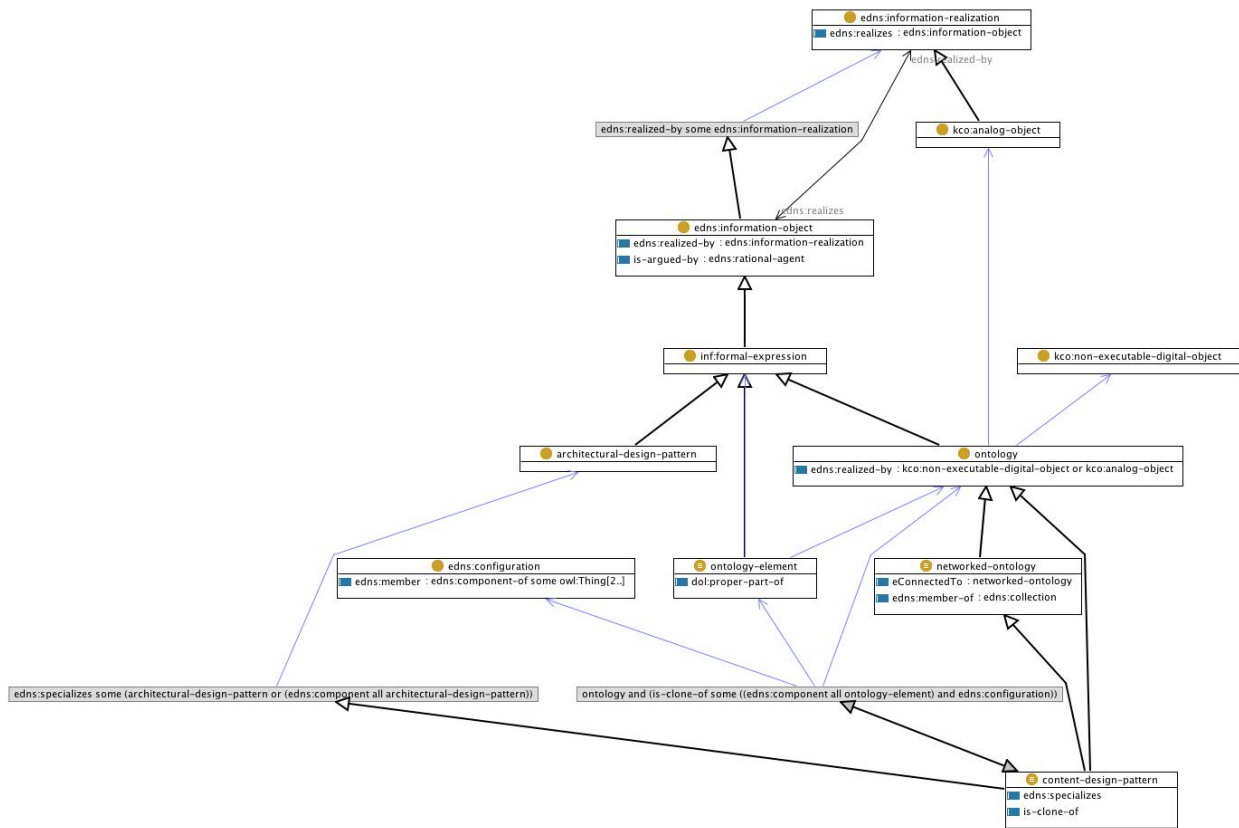 edns:information-realization
edns:realizes : edns:information-object
edns:realized-by
edns:realized-by some edns:information-realization
kco:analog-object
edns:realizes
edns:information-object
edns:realized-by : edns:information-realization
is-argued-by : edns:rational-agent
inf:formal-expression
kco:non-executable-digital-object
architectural-design-pattern
ontology
edns:realized-by : kco:non-executable-digital-object or kco:analog-object
edns:configuration
edns:member : edns:component-of some owl:Thing[2..]
ontology-element
dol:proper-part-of
networked-ontology
eConnectedTo : networked-ontology
edns:member-of : edns:collection
edns:specializes some (architectural-design-pattern or (edns:component all architectural-design-pattern))
ontology and (is-clone-of some ((edns:component all ontology-element) and edns:configuration))
content-design-pattern
edns:specializes
is-clone-of